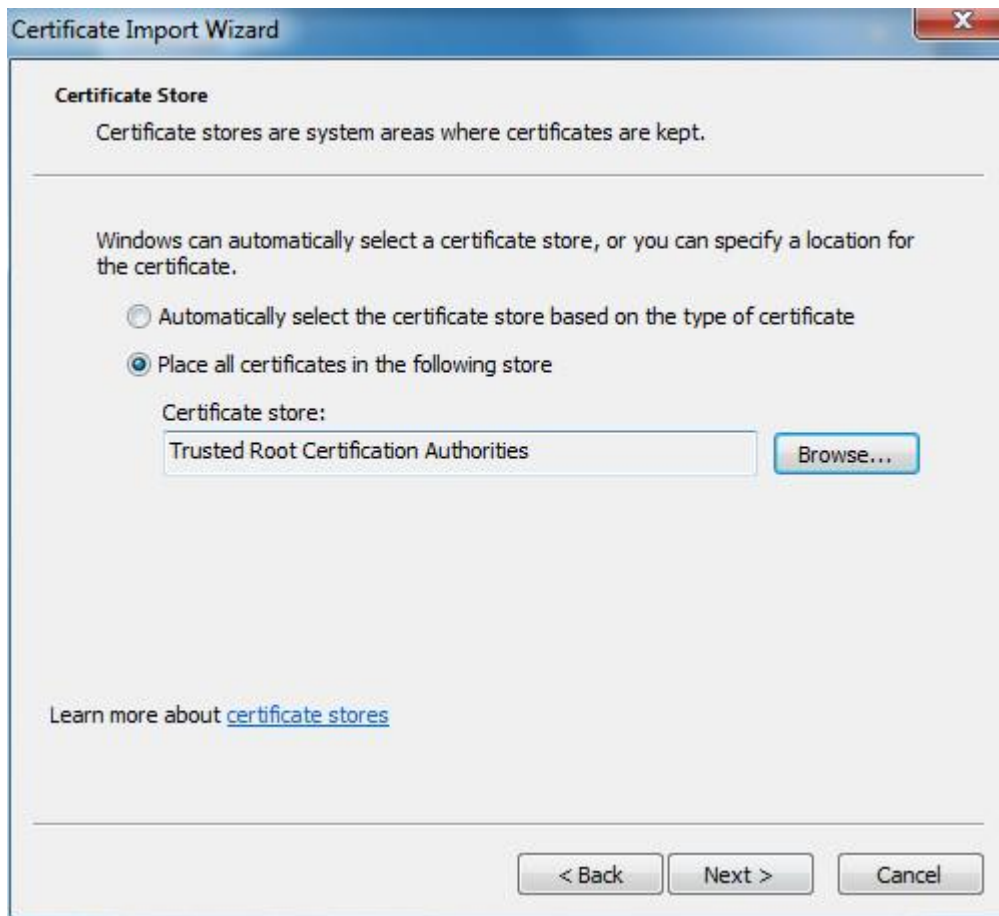 Certificate Import Wizard
Certificate Store
Certificate stores are system areas where certificates are kept.
Windows can automatically select a certificate store, or you can specify a location for
the certificate.
Automatically select the certificate store based on the type of certificate
Place all certificates in the following store
Certificate store:
Trusted Root Certification Authorities
Browse...
Learn more about certificate stores
< Back Next > Cancel